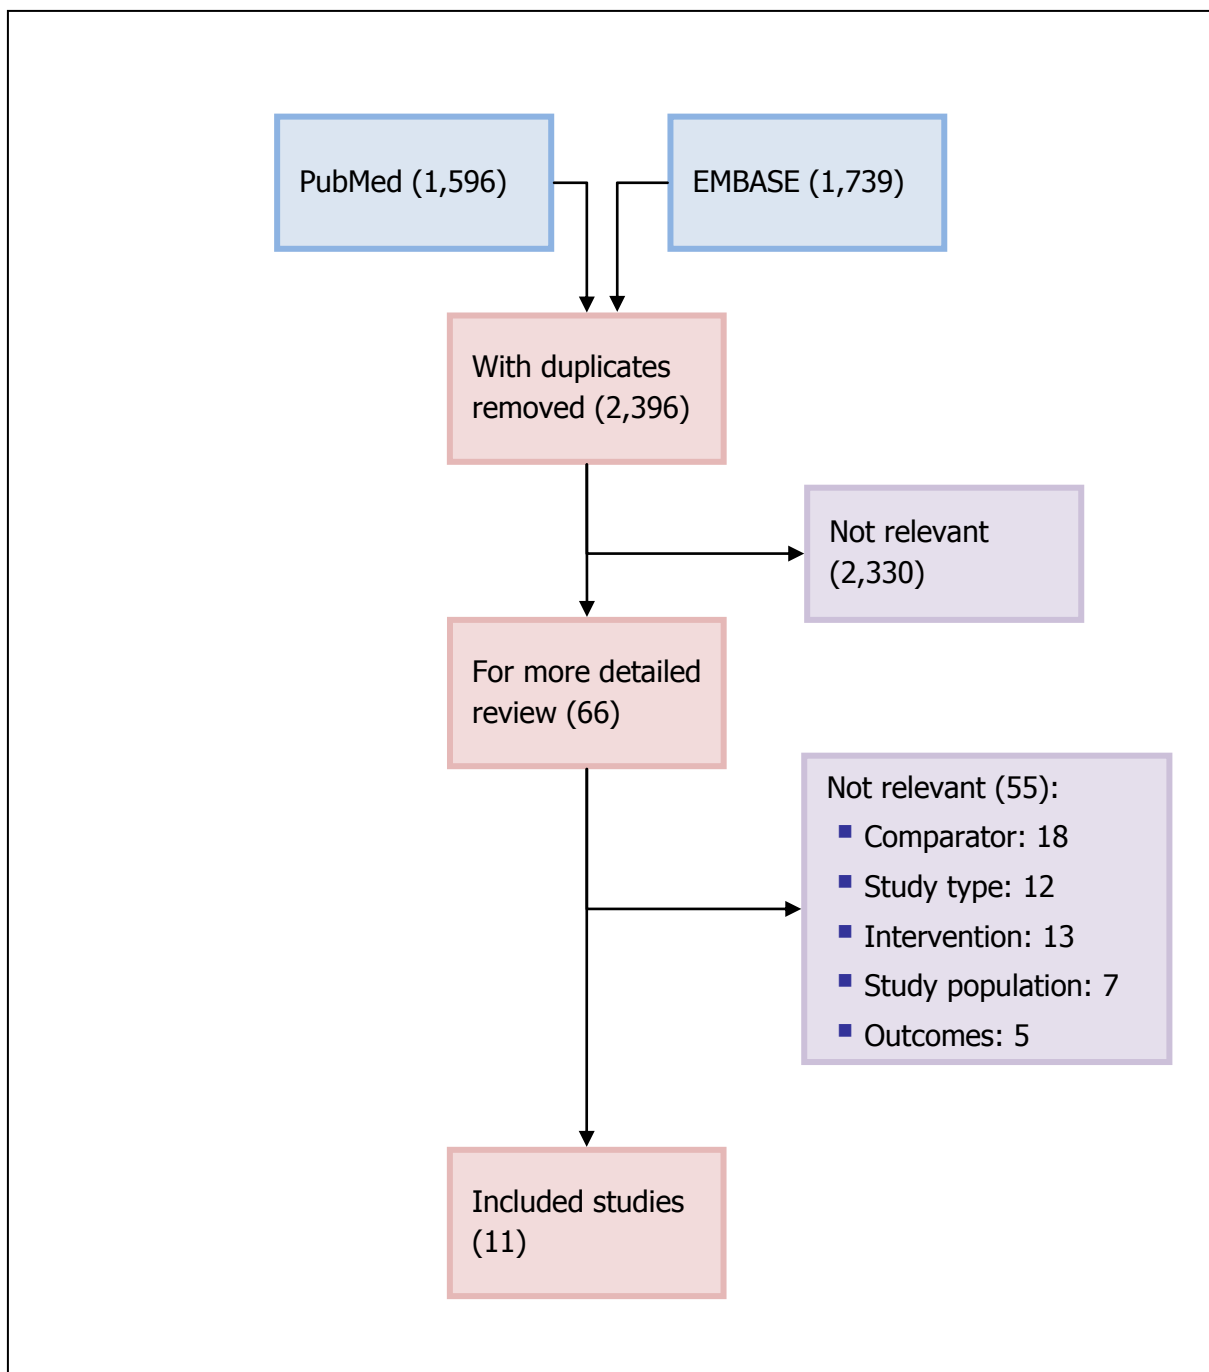 PubMed (1,596)
EMBASE (1,739)
With duplicates
removed (2,396)
Not relevant
(2,330)
For more detailed
review (66)
Not relevant (55):
Comparator: 18
Study type: 12
Intervention: 13
Study population: 7
Outcomes: 5
Included studies
(11)